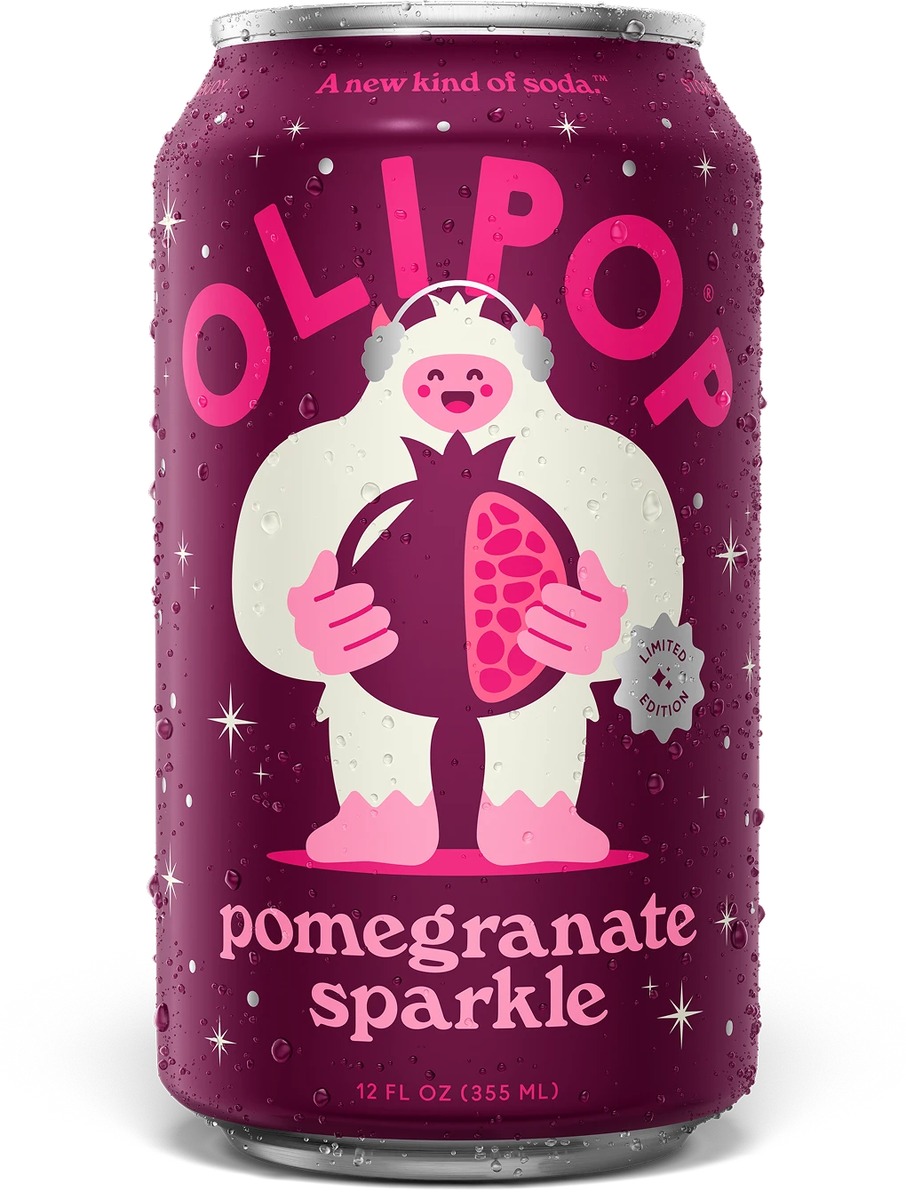 A new kind of soda.™
OLIPOP®
LIMITED
EDITION
pomegranate
sparkle
12 FL OZ (355 ML)